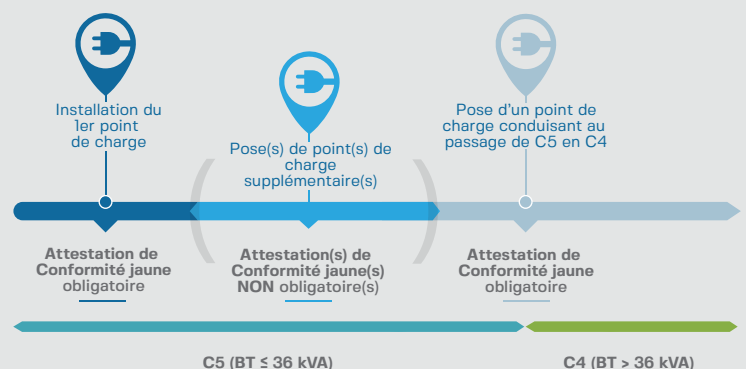 Installation du
1er point
de charge
Pose(s) de point(s) de
charge
supplémentaire(s)
Pose d'un point de
charge conduisant au
passage de C5 en C4
Attestation de
Conformité jaune
obligatoire
Attestation(s) de
Conformité jaune(s)
NON obligatoire(s)
Attestation de
Conformité jaune
obligatoire
C5 (BT ≤ 36 kVA)
C4 (BT > 36 kVA)